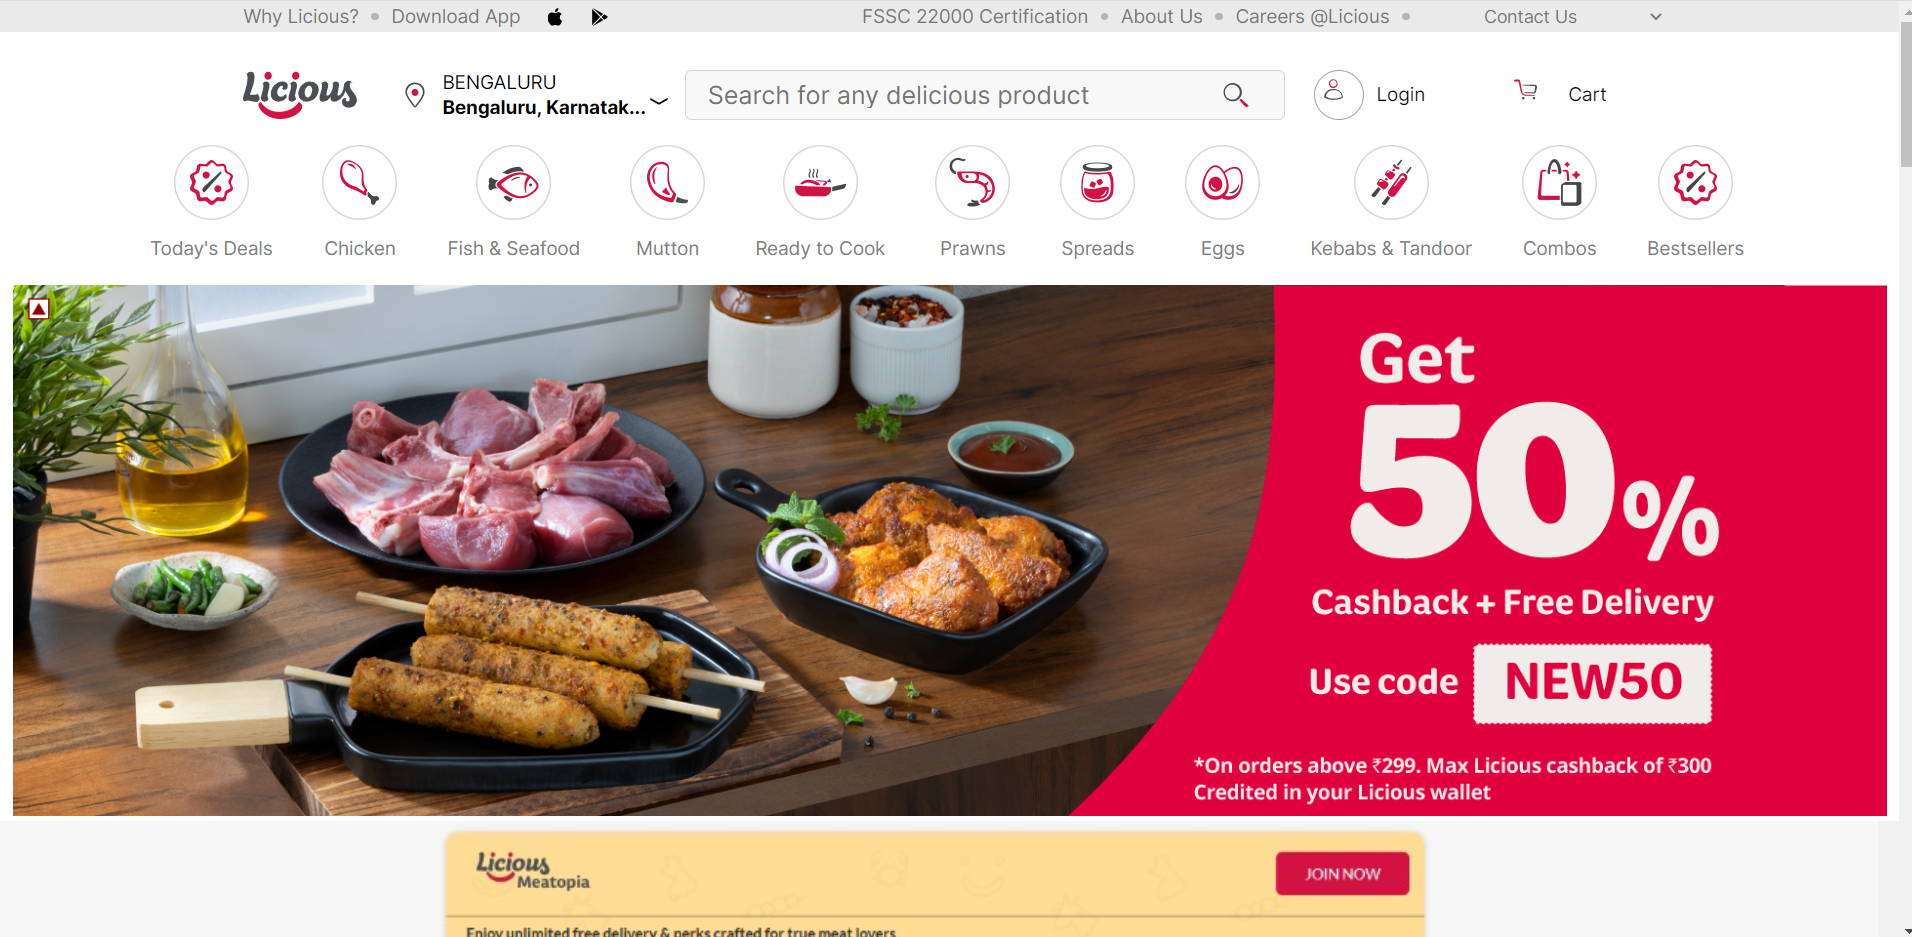 Why Licious?
Download App
FSSC 22000 Certification
About Us
Careers @Licious
Contact Us
Licious
BENGALURU
Bengaluru, Karnatak...
Search for any delicious product
Login
Cart
Today's Deals
Chicken
Fish & Seafood
Mutton
Ready to Cook
Prawns
Spreads
Eggs
Kebabs & Tandoor
Combos
Bestsellers
Get
50%
Cashback + Free Delivery
Use code NEW50
*On orders above ₹299. Max Licious cashback of ₹300
Credited in your Licious wallet
Licious
Meatopia
JOIN NOW
Enjoy unlimited free delivery & perks crafted for true meat lovers